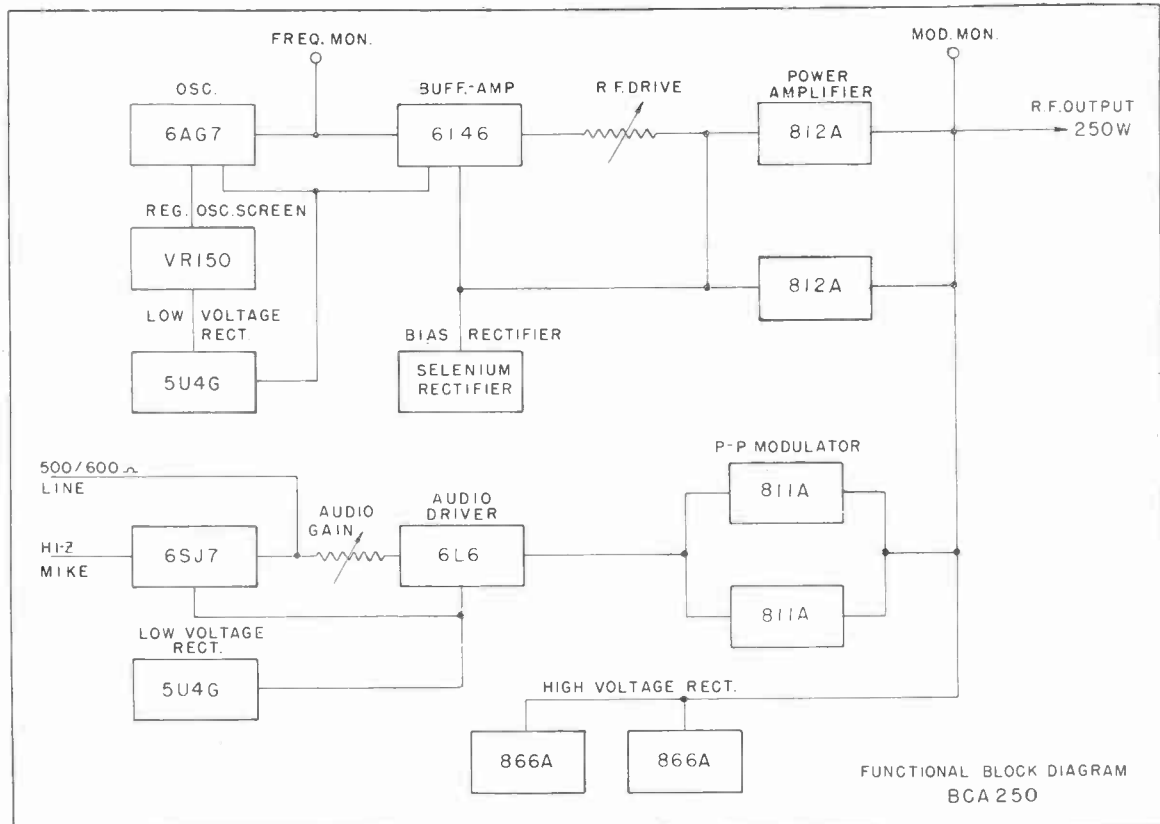 FREQ. MON.
MOD. MON.
OSC.
BUFF.-AMP
R.F. DRIVE
POWER
AMPLIFIER
R.F. OUTPUT
250W
6AG7
6146
812A
REG. OSC. SCREEN
VR150
812A
LOW VOLTAGE
RECT.
BIAS RECTIFIER
5U4G
SELENIUM
RECTIFIER
P-P MODULATOR
500/600 Ω
LINE
AUDIO
GAIN
AUDIO
DRIVER
811A
HI-Z
MIKE
6SJ7
6L6
811A
LOW VOLTAGE
RECT.
5U4G
HIGH VOLTAGE RECT.
866A
866A
FUNCTIONAL BLOCK DIAGRAM
BCA 250